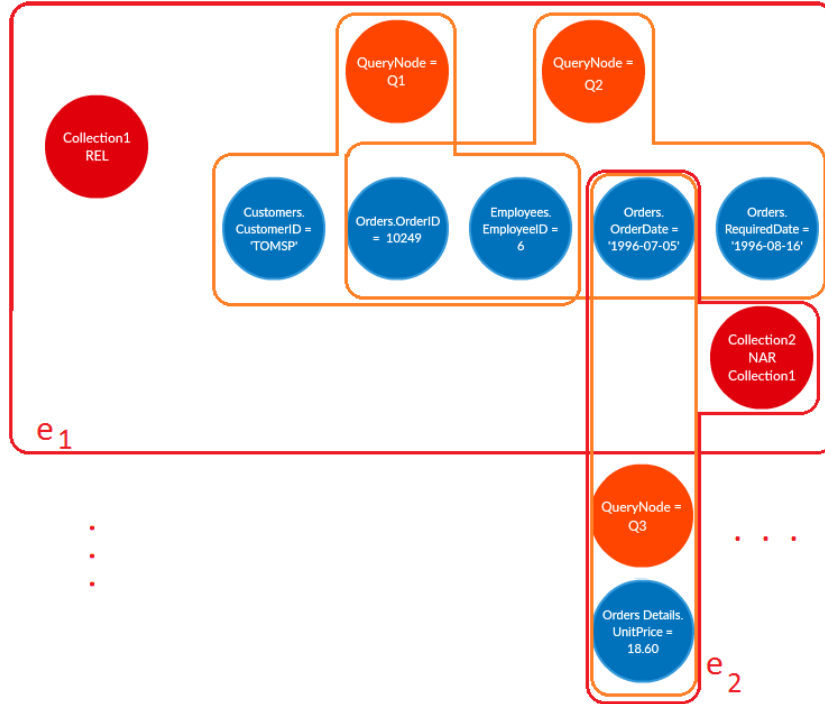 QueryNode =
Q1
QueryNode =
Q2
Collection1
REL
Customers.
CustomerID =
'TOMSP'
Orders.OrderID
= 10249
Employees.
EmployeeID =
6
Orders.
OrderDate =
'1996-07-05'
Orders.
RequiredDate =
'1996-08-16'
Collection2
NAR
Collection1
e1
QueryNode =
Q3
. . .
Orders Details.
UnitPrice =
18.60
e2